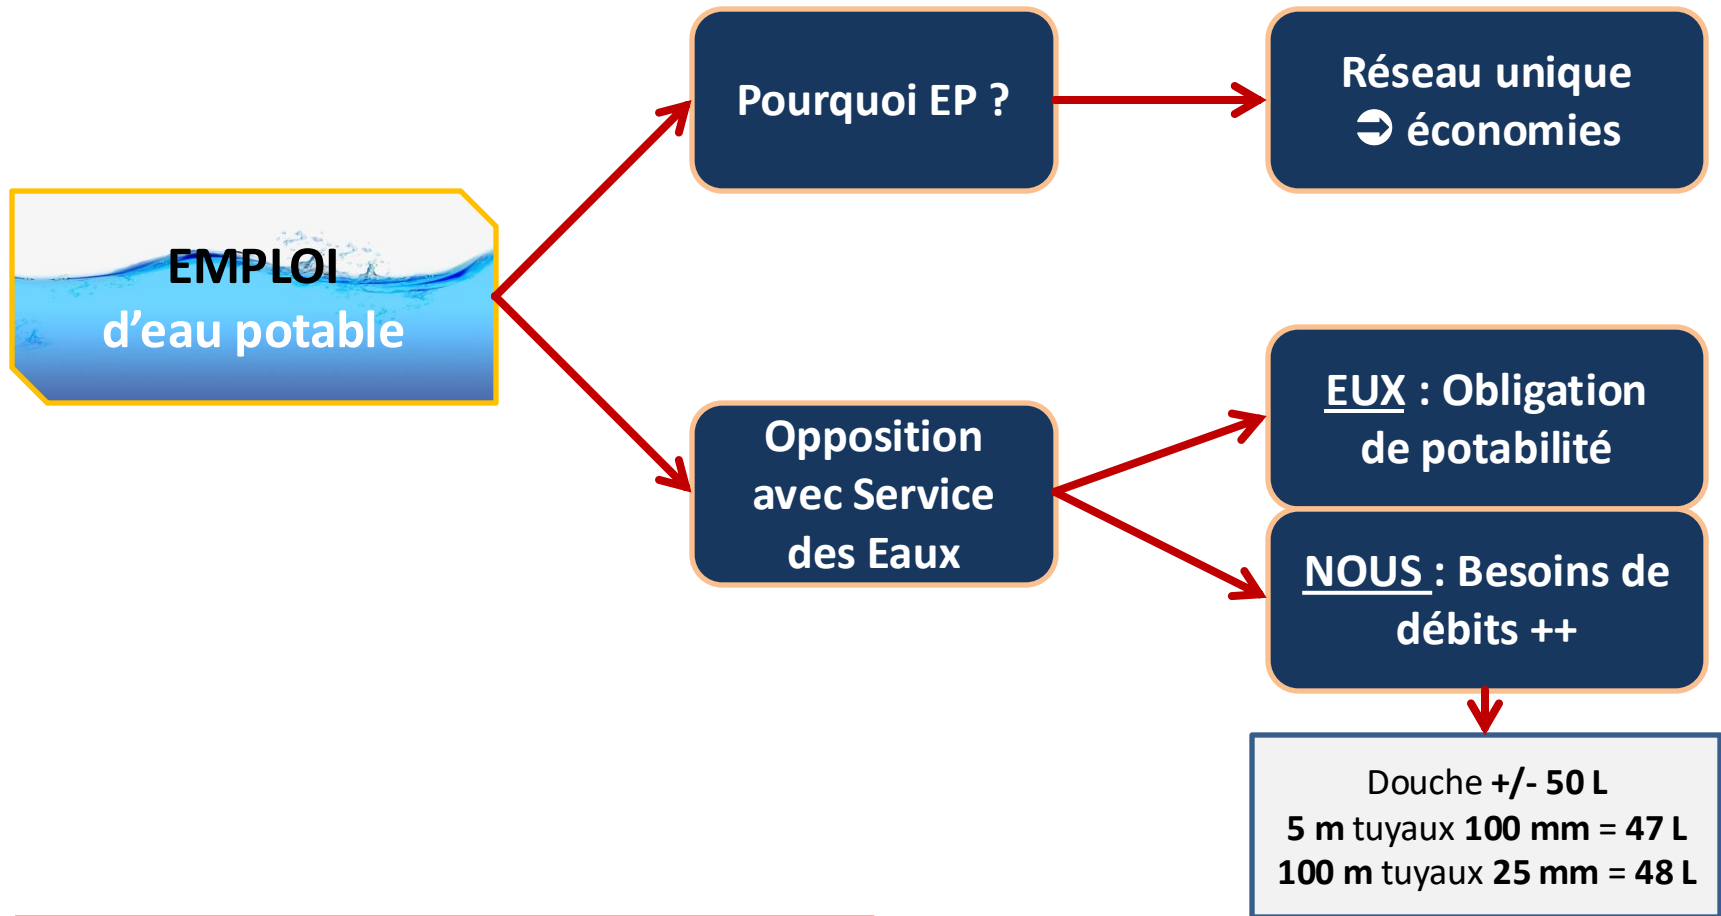 EMPLOI
d’eau potable
Pourquoi EP ?
Réseau unique
➲ économies
Opposition
avec Service
des Eaux
EUX : Obligation
de potabilité
NOUS : Besoins de
débits ++
Douche +/- 50 L
5 m tuyaux 100 mm = 47 L
100 m tuyaux 25 mm = 48 L